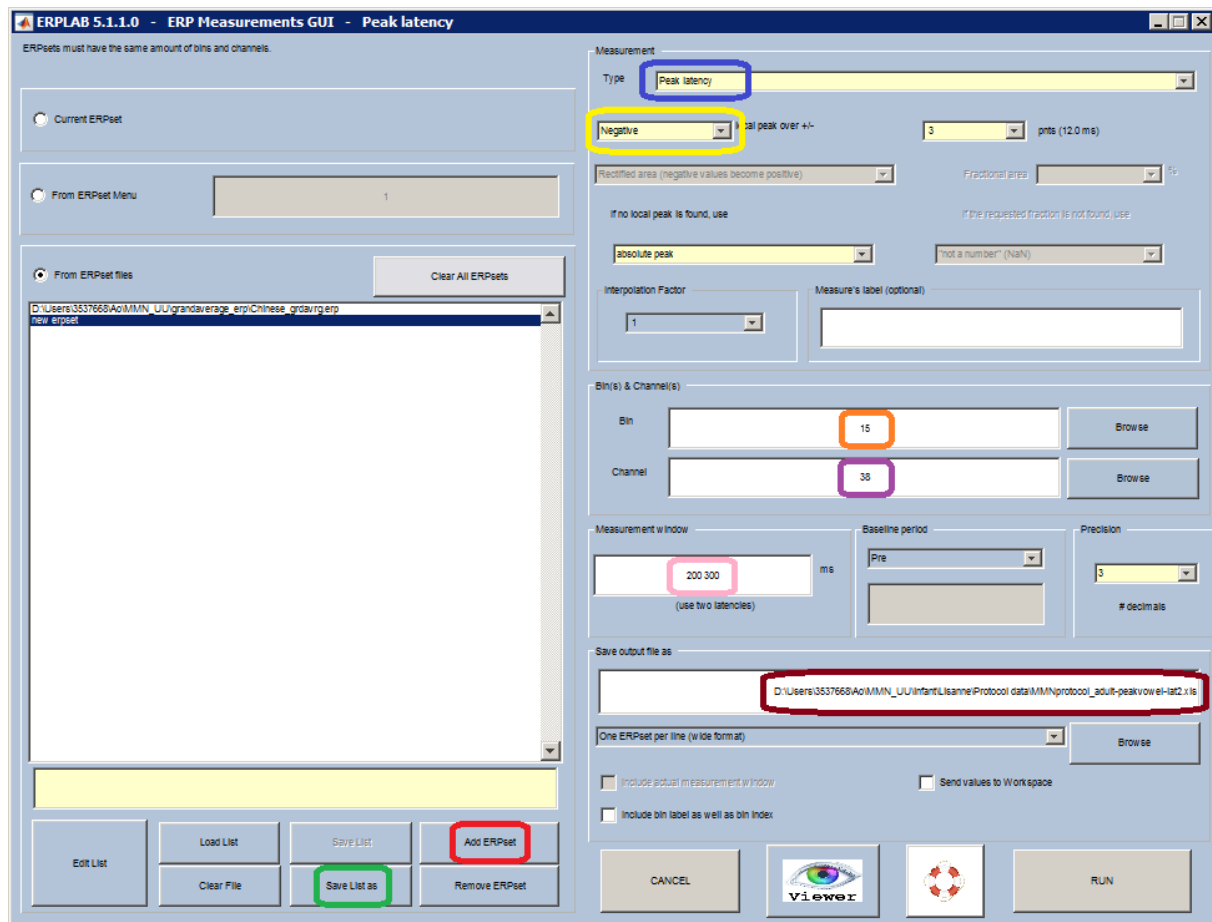 ERPLAB 5.1.1.0 - ERP Measurements GUI - Peak latency
ERPsets must have the same amount of bins and channels.
Current ERPset
From ERPset Menu
1
From ERPset files
Clear All ERPsets
D:\Users\3537668\Ao\MMN_UU\grandaverage_erp\Chinese_grdavrg.erp
new erpset
Edit List
Load List
Save List
Add ERPset
Clear File
Save List as
Remove ERPset
Measurement
Type
Peak latency
Negative
local peak over +/-
3
pnts (12.0 ms)
Rectified area (negative values become positive)
Fractional area
%
If no local peak is found, use
If the requested fraction is not found, use
absolute peak
"not a number" (NaN)
Interpolation Factor
1
Measure's label (optional)
Bin(s) & Channel(s)
Bin
15
Browse
Channel
38
Browse
Measurement window
200 300
ms
(use two latencies)
Baseline period
Pre
Precision
3
# decimals
Save output file as
D:\Users\3537668\Ao\MMN_UU\Infant\Lisanne\Protocol data\MMNprotocol_adult-peakvowel-lat2.xls
One ERPset per line (wide format)
Browse
Include actual measurement window
Send values to Workspace
Include bin label as well as bin index
CANCEL
Viewer
RUN